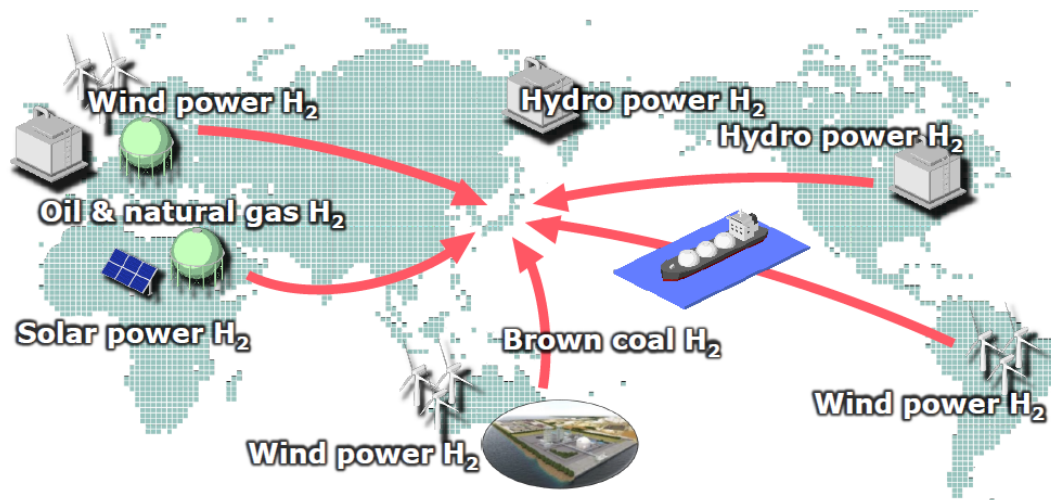 Wind power H₂
Hydro power H₂
Hydro power H₂
Oil & natural gas H₂
Solar power H₂
Brown coal H₂
Wind power H₂
Wind power H₂